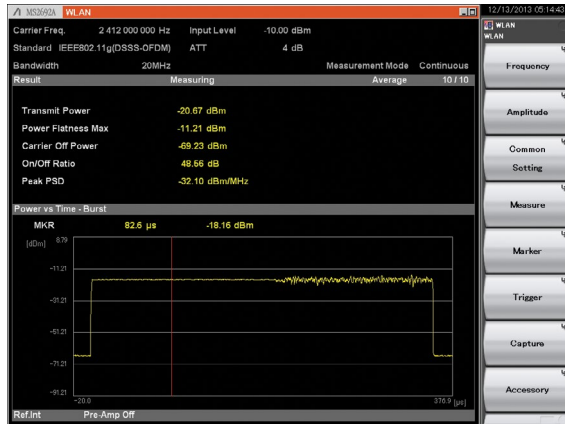 MS2692A WLAN
12/13/2013 05:14:43
Carrier Freq. 2 412 000 000 Hz Input Level -10.00 dBm
Standard IEEE802.11g(DSSS-OFDM) ATT 4 dB
Bandwidth 20MHz Measurement Mode Continuous
Result Measuring Average 10 / 10
Transmit Power -20.67 dBm
Power Flatness Max -11.21 dBm
Carrier Off Power -69.23 dBm
On/Off Ratio 48.56 dB
Peak PSD -32.10 dBm/MHz
Power vs Time - Burst
MKR 82.6 µs -18.16 dBm
[dBm] 8.79
-11.21
-31.21
-51.21
-71.21
-91.21
-20.0 376.9 [µs]
Ref.Int Pre-Amp Off
WLAN
WLAN
Frequency
Amplitude
Common
Setting
Measure
Marker
Trigger
Capture
Accessory